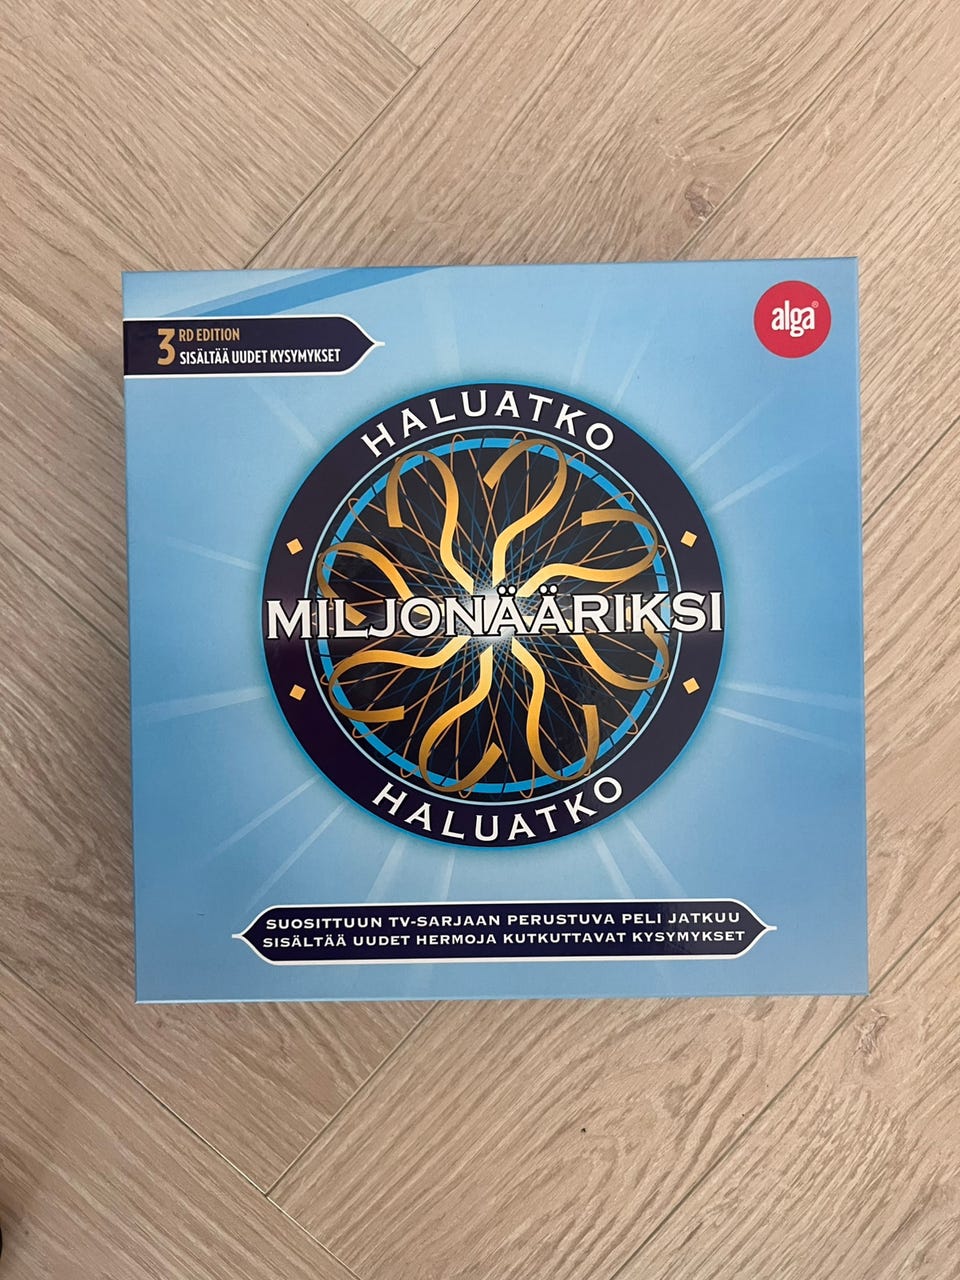 3 RD EDITION
SISÄLTÄÄ UUDET KYSYMYKSET
alga®
HALUATKO
MILJONÄÄRIKSI
HALUATKO
SUOSITTUUN TV-SARJAAN PERUSTUVA PELI JATKUU
SISÄLTÄÄ UUDET HERMOJA KUTKUTTAVAT KYSYMYKSET